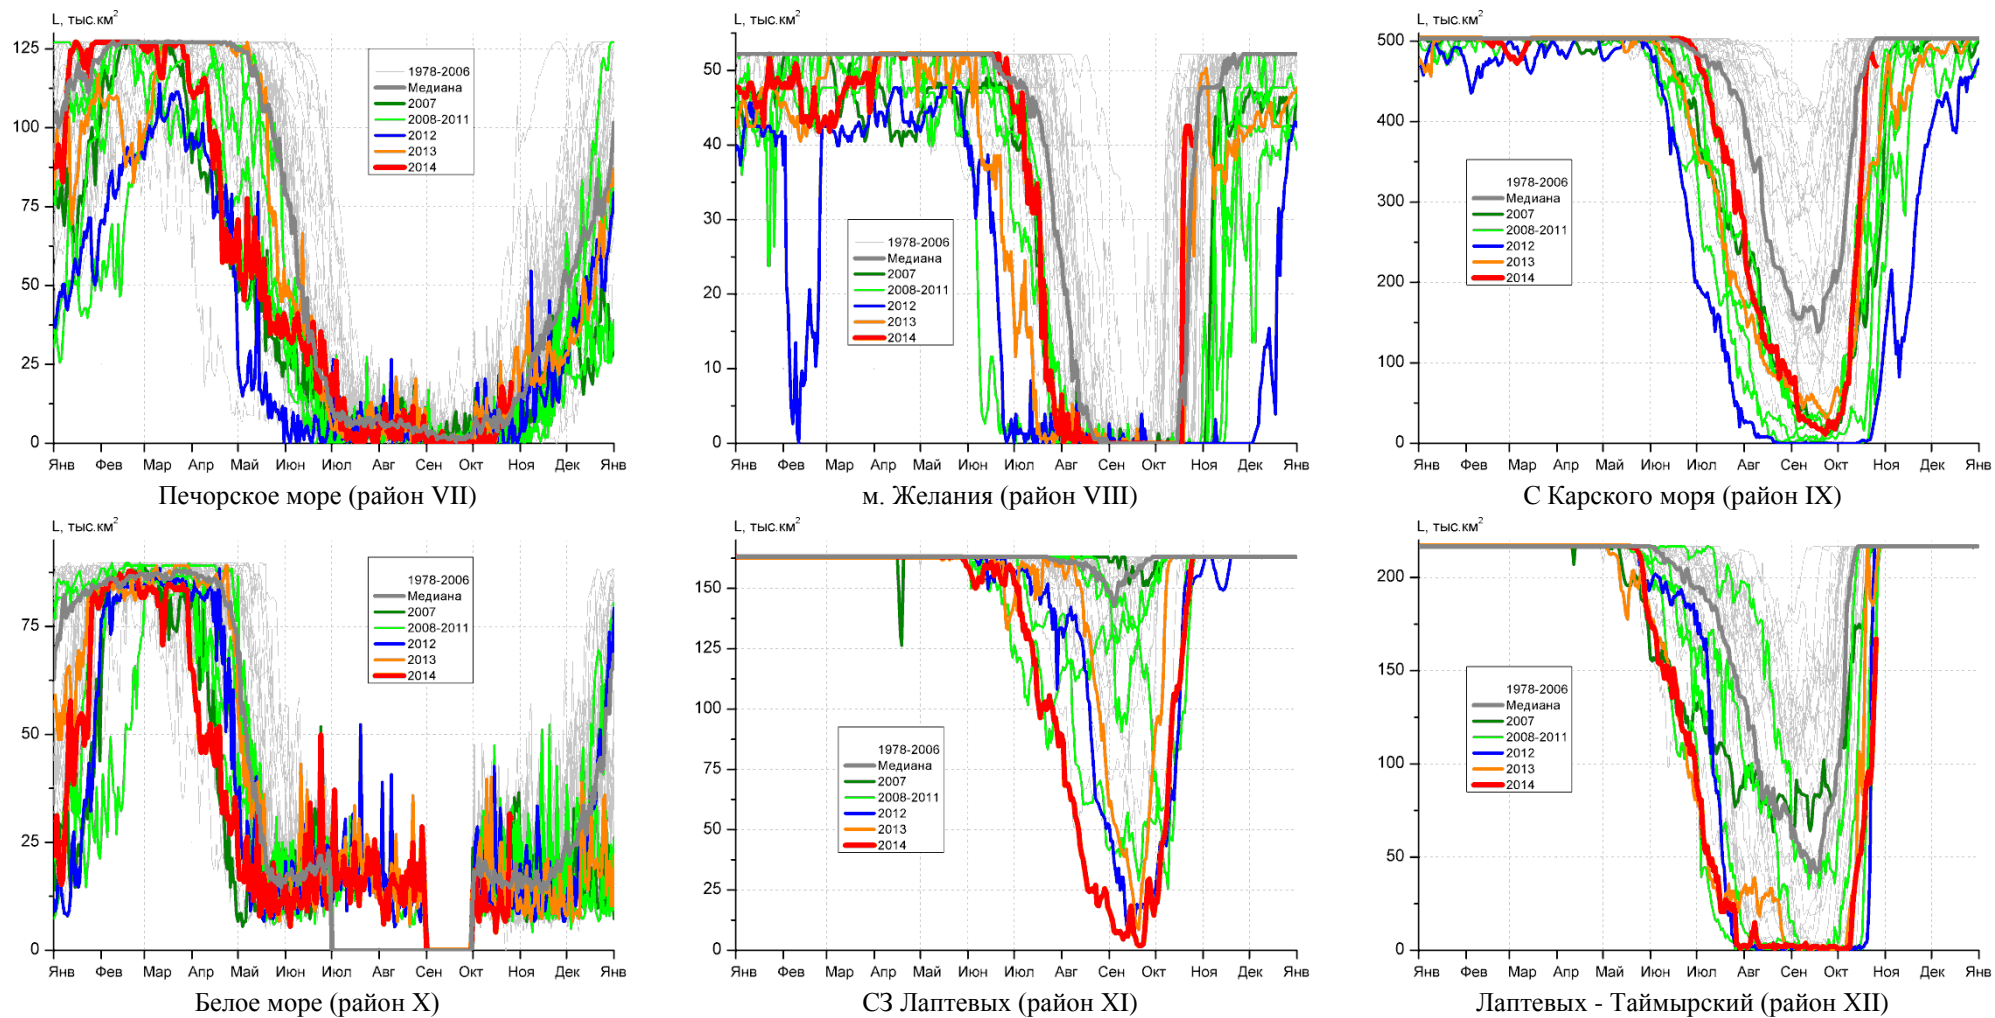 L, тыс.км²
125
100
75
50
25
0
1978-2006
Медиана
2007
2008-2011
2012
2013
2014
Янв Фев Мар Апр Май Июн Июл Авг Сен Окт Ноя Дек Янв
Печорское море (район VII)
L, тыс.км²
50
40
30
20
10
0
1978-2006
Медиана
2007
2008-2011
2012
2013
2014
Янв Фев Мар Апр Май Июн Июл Авг Сен Окт Ноя Дек Янв
м. Желания (район VIII)
L, тыс.км²
500
400
300
200
100
0
1978-2006
Медиана
2007
2008-2011
2012
2013
2014
Янв Фев Мар Апр Май Июн Июл Авг Сен Окт Ноя Дек Янв
С Карского моря (район IX)
L, тыс.км²
75
50
25
0
1978-2006
Медиана
2007
2008-2011
2012
2013
2014
Янв Фев Мар Апр Май Июн Июл Авг Сен Окт Ноя Дек Янв
Белое море (район X)
L, тыс.км²
150
125
100
75
50
25
0
1978-2006
Медиана
2007
2008-2011
2012
2013
2014
Янв Фев Мар Апр Май Июн Июл Авг Сен Окт Ноя Дек Янв
СЗ Лаптевых (район XI)
L, тыс.км²
200
150
100
50
0
1978-2006
Медиана
2007
2008-2011
2012
2013
2014
Янв Фев Мар Апр Май Июн Июл Авг Сен Окт Ноя Дек Янв
Лаптевых - Таймырский (район XII)